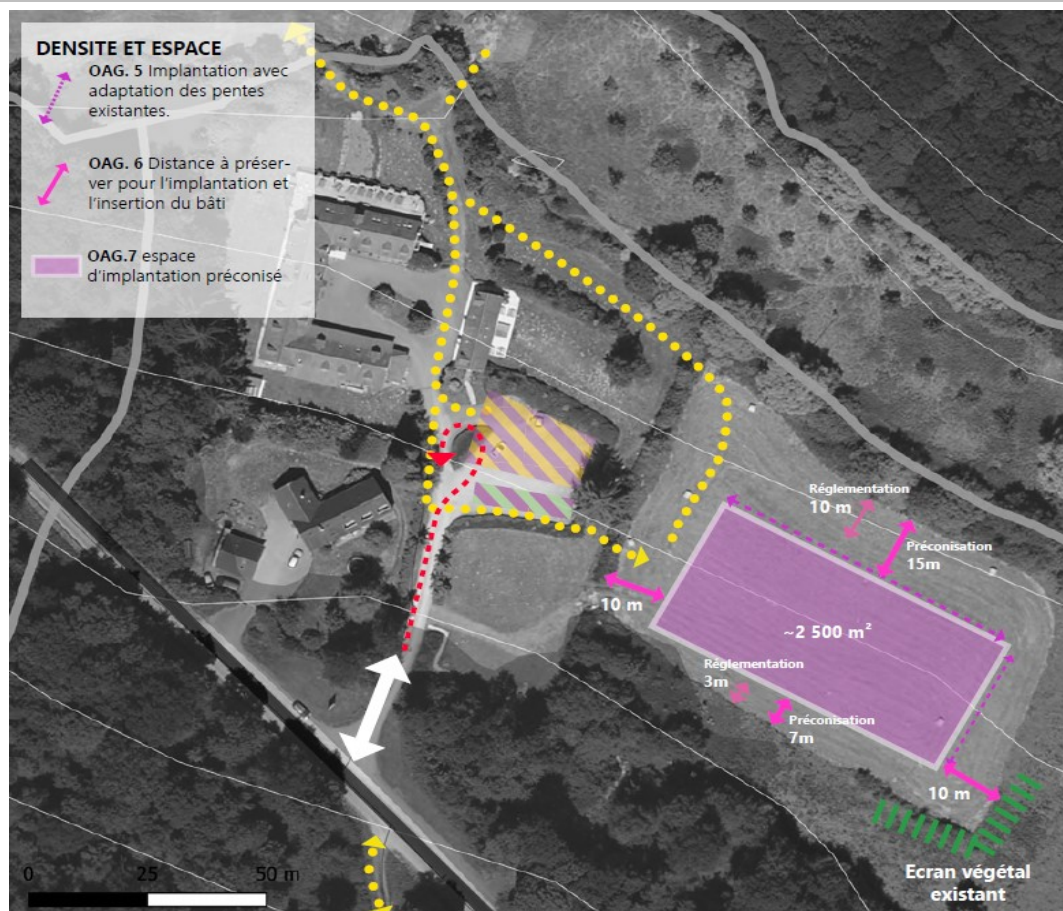 DENSITE ET ESPACE
OAG. 5 Implantation avec
adaptation des pentes
existantes.
OAG. 6 Distance à préser-
ver pour l'implantation et
l'insertion du bâti
OAG.7 espace
d'implantation préconisé
Réglementation
10 m
Préconisation
15m
10 m
~2 500 m²
Réglementation
3m
Préconisation
7m
10 m
Ecran végétal
existant
0 25 50 m